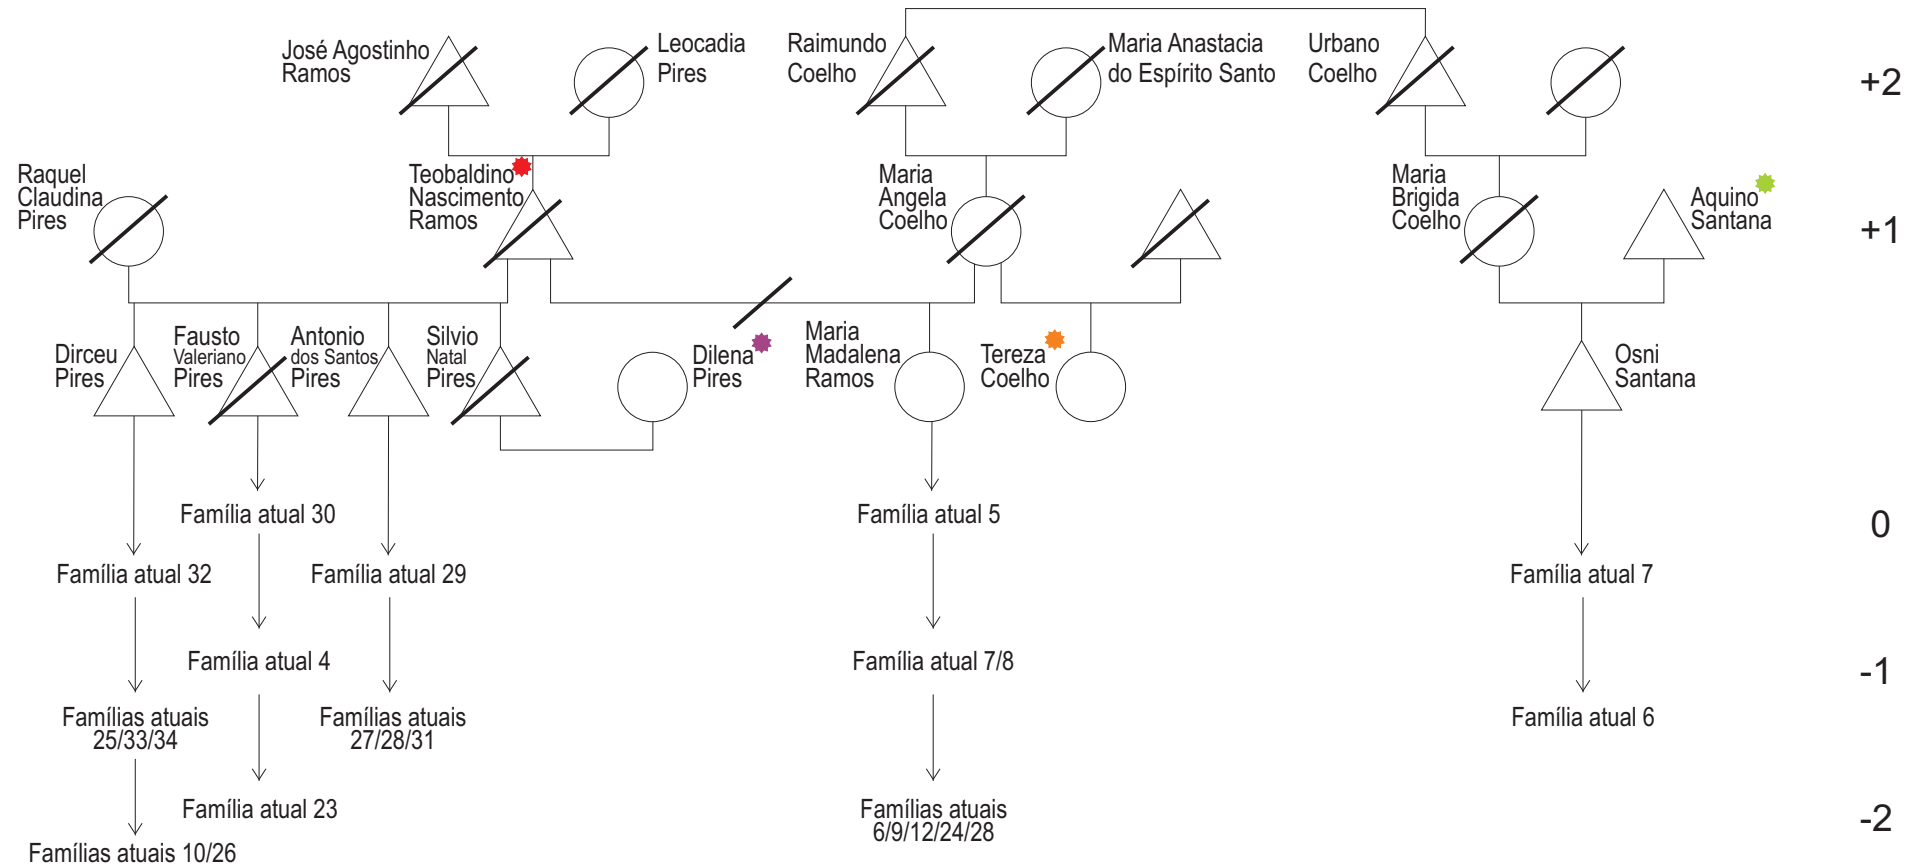 José Agostinho
Ramos
Leocadia
Pires
Raimundo
Coelho
Maria Anastacia
do Espírito Santo
Urbano
Coelho
+2
Raquel
Claudina
Pires
Teobaldino
Nascimento
Ramos
Maria
Angela
Coelho
Maria
Brigida
Coelho
Aquino
Santana
+1
Dirceu
Pires
Fausto
Valeriano
Pires
Antonio
dos Santos
Pires
Silvio
Natal
Pires
Dilena
Pires
Maria
Madalena
Ramos
Tereza
Coelho
Osni
Santana
Família atual 30
Família atual 5
0
Família atual 32
Família atual 29
Família atual 7
Família atual 4
Família atual 7/8
-1
Famílias atuais
25/33/34
Famílias atuais
27/28/31
Família atual 6
Família atual 23
Famílias atuais
6/9/12/24/28
-2
Famílias atuais 10/26